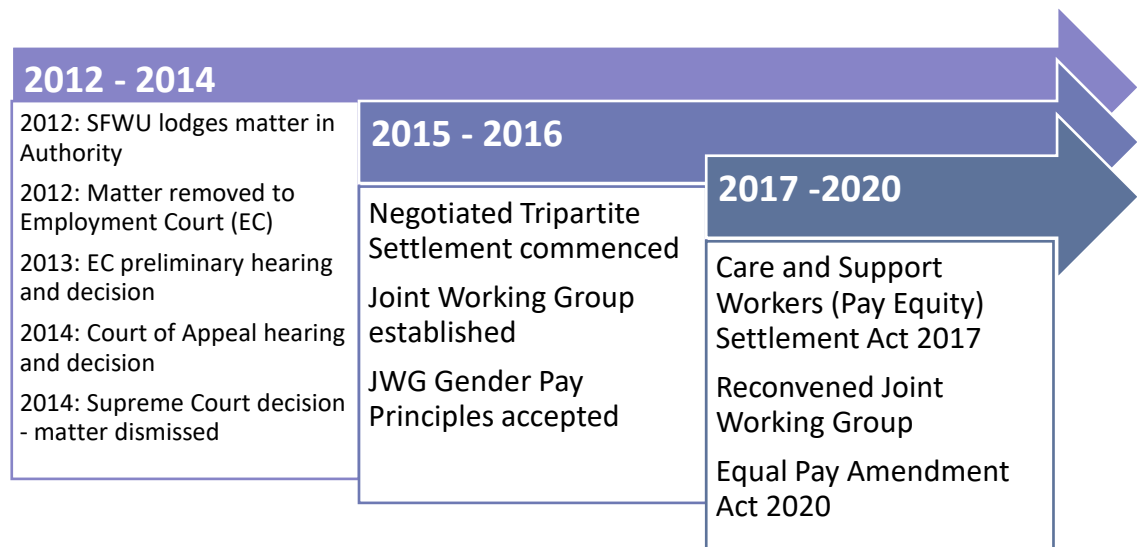 2012 - 2014
2012: SFWU lodges matter in
Authority
2012: Matter removed to
Employment Court (EC)
2013: EC preliminary hearing
and decision
2014: Court of Appeal hearing
and decision
2014: Supreme Court decision
- matter dismissed
2015 - 2016
Negotiated Tripartite
Settlement commenced
Joint Working Group
established
JWG Gender Pay
Principles accepted
2017 -2020
Care and Support
Workers (Pay Equity)
Settlement Act 2017
Reconvened Joint
Working Group
Equal Pay Amendment
Act 2020